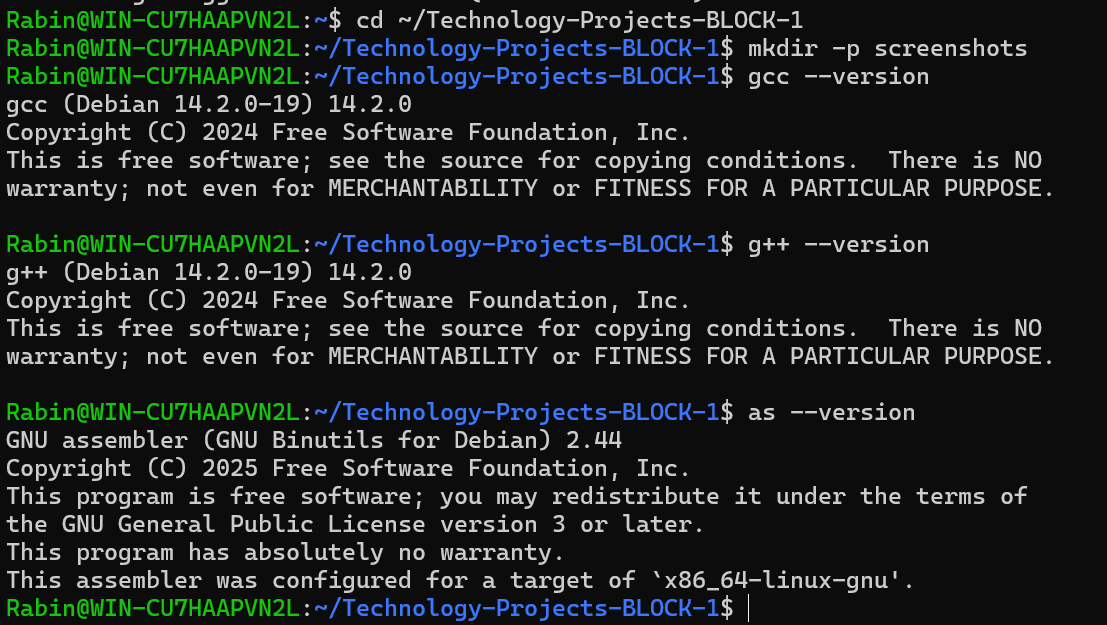 Rabin@WIN-CU7HAAPVN2L:~$ cd ~/Technology-Projects-BLOCK-1
Rabin@WIN-CU7HAAPVN2L:~/Technology-Projects-BLOCK-1$ mkdir -p screenshots
Rabin@WIN-CU7HAAPVN2L:~/Technology-Projects-BLOCK-1$ gcc --version
gcc (Debian 14.2.0-19) 14.2.0
Copyright (C) 2024 Free Software Foundation, Inc.
This is free software; see the source for copying conditions.  There is NO
warranty; not even for MERCHANTABILITY or FITNESS FOR A PARTICULAR PURPOSE.

Rabin@WIN-CU7HAAPVN2L:~/Technology-Projects-BLOCK-1$ g++ --version
g++ (Debian 14.2.0-19) 14.2.0
Copyright (C) 2024 Free Software Foundation, Inc.
This is free software; see the source for copying conditions.  There is NO
warranty; not even for MERCHANTABILITY or FITNESS FOR A PARTICULAR PURPOSE.

Rabin@WIN-CU7HAAPVN2L:~/Technology-Projects-BLOCK-1$ as --version
GNU assembler (GNU Binutils for Debian) 2.44
Copyright (C) 2025 Free Software Foundation, Inc.
This program is free software; you may redistribute it under the terms of
the GNU General Public License version 3 or later.
This program has absolutely no warranty.
This assembler was configured for a target of `x86_64-linux-gnu'.
Rabin@WIN-CU7HAAPVN2L:~/Technology-Projects-BLOCK-1$